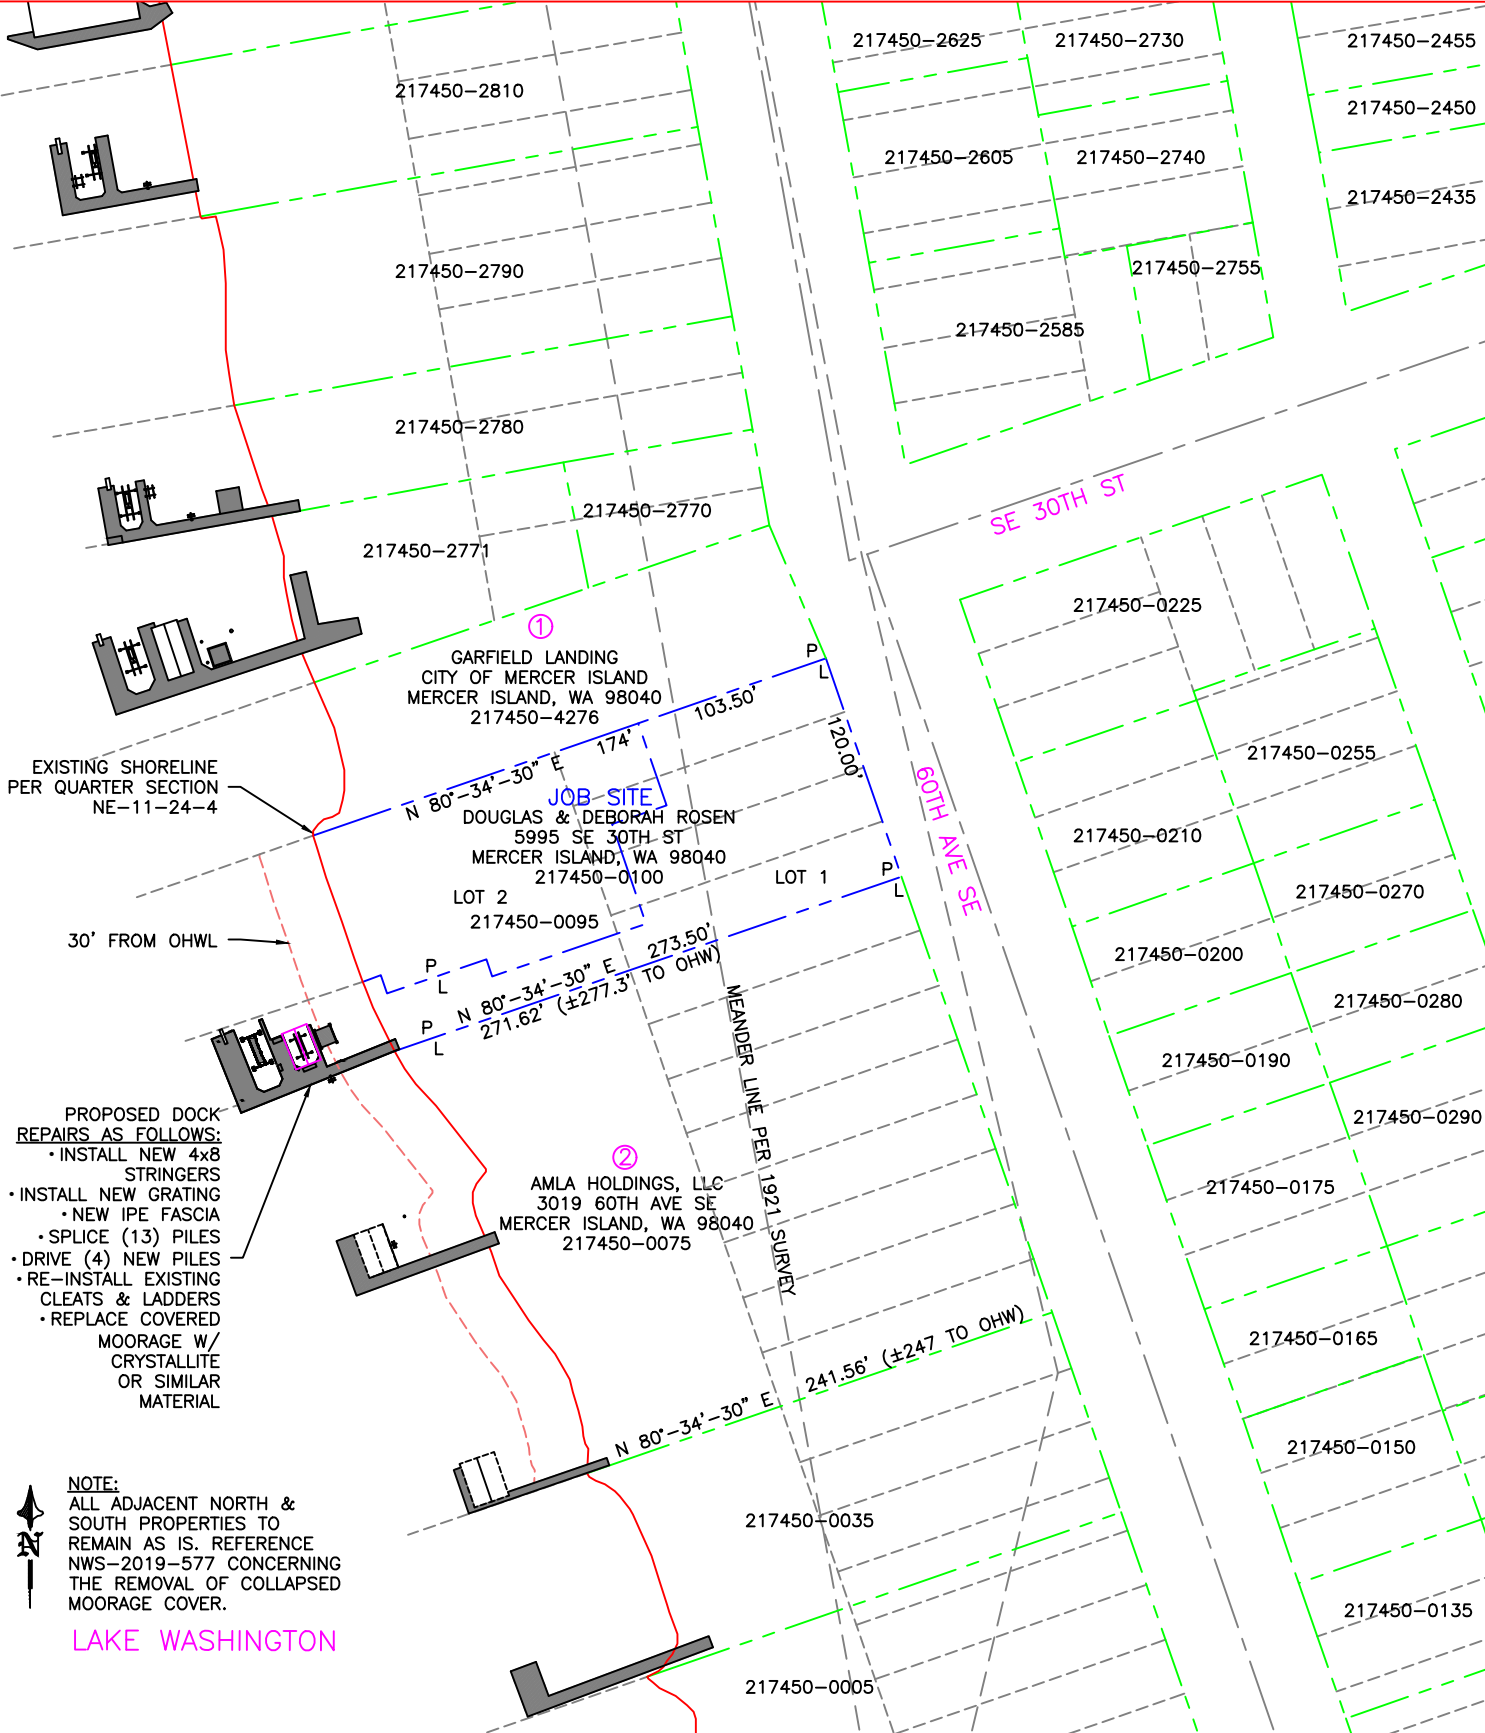 217450-2625
217450-2730
217450-2455
217450-2810
217450-2450
217450-2605
217450-2740
217450-2435
217450-2790
217450-2755
217450-2585
217450-2780
217450-2770
217450-2771
SE 30TH ST
217450-0225
1
GARFIELD LANDING
CITY OF MERCER ISLAND
MERCER ISLAND, WA 98040
217450-4276
P
L
103.50'
174'
120.00'
N 80°-34'-30" E
217450-0255
EXISTING SHORELINE
PER QUARTER SECTION
NE-11-24-4
60TH AVE SE
JOB SITE
DOUGLAS & DEBORAH ROSEN
5995 SE 30TH ST
MERCER ISLAND, WA 98040
217450-0100
217450-0210
LOT 1
P
L
LOT 2
217450-0095
217450-0270
30' FROM OHWL
217450-0200
P
L
273.50'
N 80°-34'-30" E
271.62' (±277.3' TO OHW)
P
L
217450-0280
217450-0190
MEANDER LINE PER 1921 SURVEY
PROPOSED DOCK
REPAIRS AS FOLLOWS:
•INSTALL NEW 4x8
STRINGERS
•INSTALL NEW GRATING
•NEW IPE FASCIA
•SPLICE (13) PILES
•DRIVE (4) NEW PILES
•RE-INSTALL EXISTING
CLEATS & LADDERS
•REPLACE COVERED
MOORAGE W/
CRYSTALLITE
OR SIMILAR
MATERIAL
217450-0290
2
AMLA HOLDINGS, LLC
3019 60TH AVE SE
MERCER ISLAND, WA 98040
217450-0075
217450-0175
241.56' (±247 TO OHW)
N 80°-34'-30" E
217450-0165
217450-0150
N
NOTE:
ALL ADJACENT NORTH &
SOUTH PROPERTIES TO
REMAIN AS IS. REFERENCE
NWS-2019-577 CONCERNING
THE REMOVAL OF COLLAPSED
MOORAGE COVER.
217450-0035
217450-0135
LAKE WASHINGTON
217450-0005